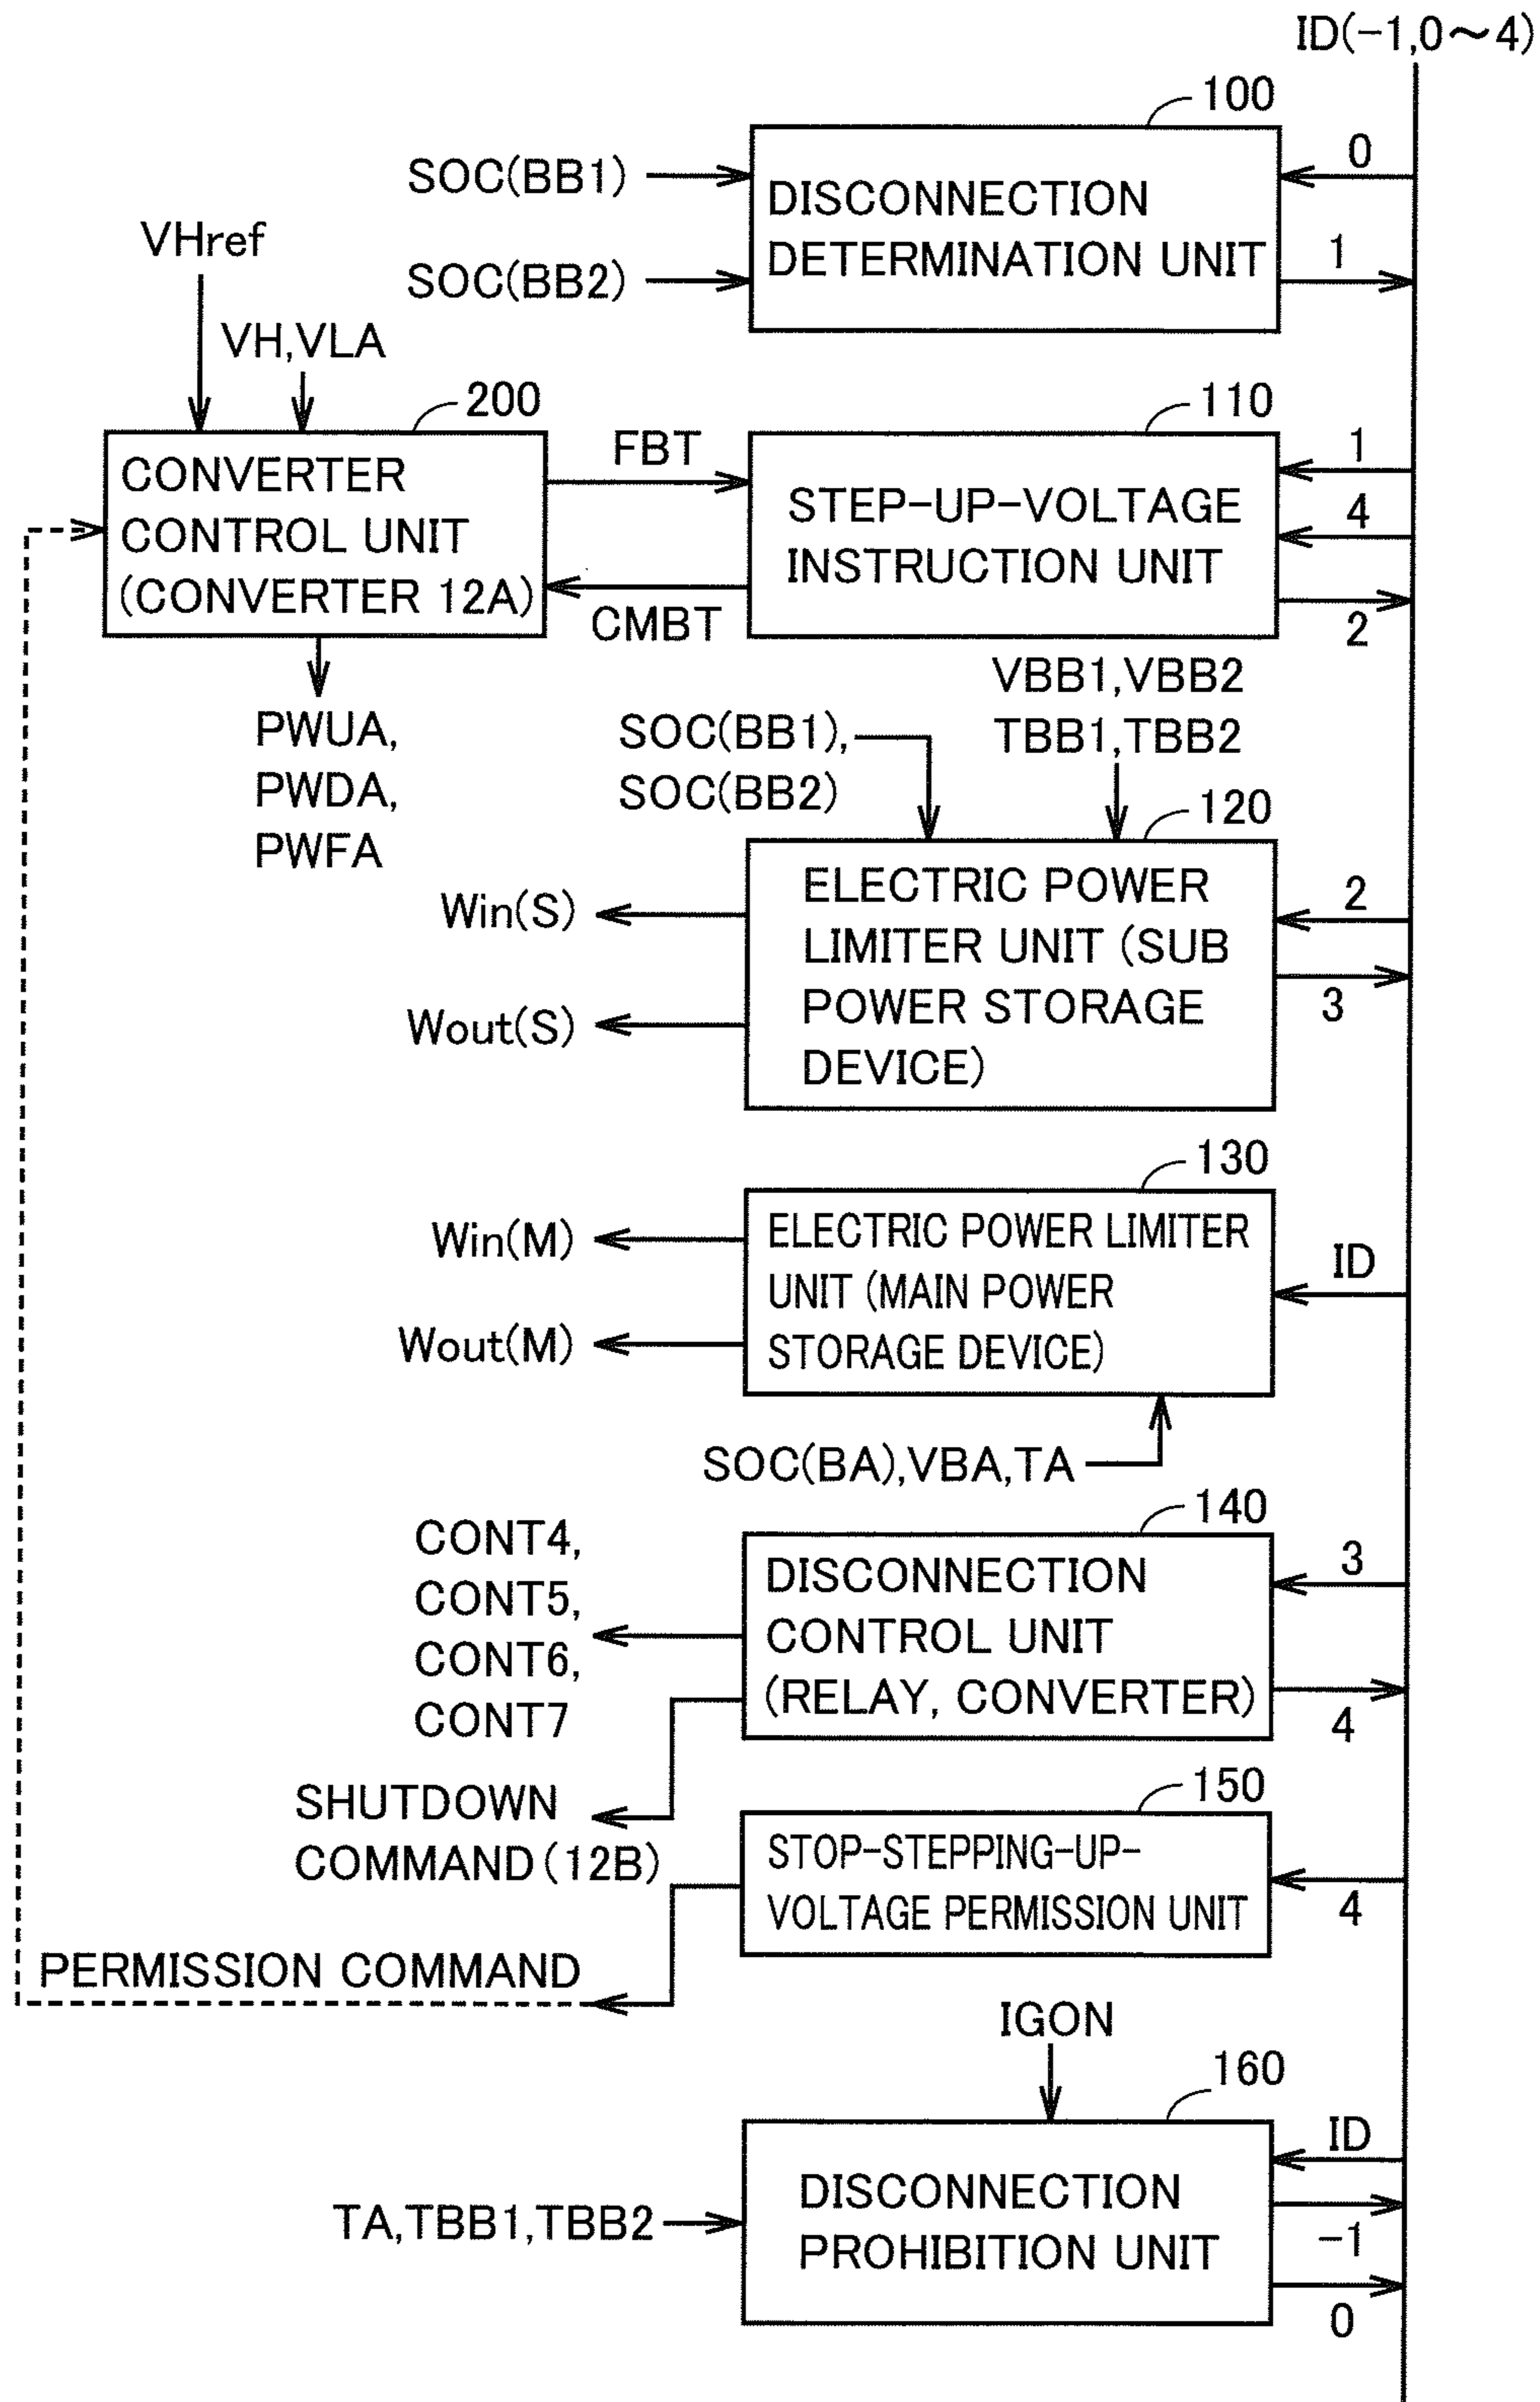 ID(-1,0～4)
100
SOC(BB1)
0
DISCONNECTION
DETERMINATION UNIT
SOC(BB2)
1
VHref
VH,VLA
200
110
CONVERTER
CONTROL UNIT
(CONVERTER 12A)
FBT
CMBT
STEP-UP-VOLTAGE
INSTRUCTION UNIT
1
4
2
PWUA,
PWDA,
PWFA
SOC(BB1),
SOC(BB2)
VBB1,VBB2
TBB1,TBB2
120
ELECTRIC POWER
LIMITER UNIT (SUB
POWER STORAGE
DEVICE)
Win(S)
Wout(S)
2
3
130
ELECTRIC POWER LIMITER
UNIT (MAIN POWER
STORAGE DEVICE)
Win(M)
Wout(M)
ID
SOC(BA),VBA,TA
140
CONT4,
CONT5,
CONT6,
CONT7
DISCONNECTION
CONTROL UNIT
(RELAY, CONVERTER)
3
4
SHUTDOWN
COMMAND(12B)
150
STOP-STEPPING-UP-
VOLTAGE PERMISSION UNIT
4
PERMISSION COMMAND
IGON
160
TA,TBB1,TBB2
DISCONNECTION
PROHIBITION UNIT
ID
-1
0